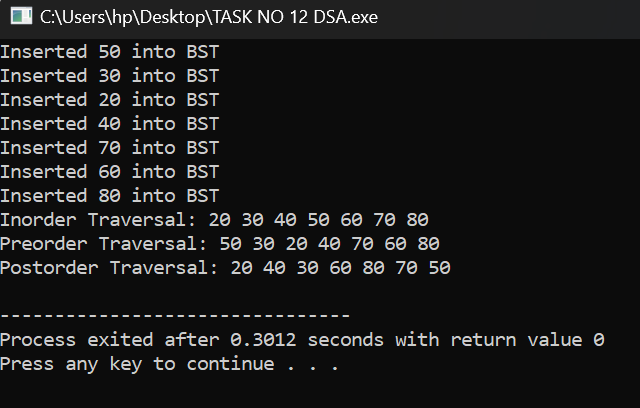 C:\Users\hp\Desktop\TASK NO 12 DSA.exe
Inserted 50 into BST
Inserted 30 into BST
Inserted 20 into BST
Inserted 40 into BST
Inserted 70 into BST
Inserted 60 into BST
Inserted 80 into BST
Inorder Traversal: 20 30 40 50 60 70 80
Preorder Traversal: 50 30 20 40 70 60 80
Postorder Traversal: 20 40 30 60 80 70 50
--------------------------------
Process exited after 0.3012 seconds with return value 0
Press any key to continue . . .